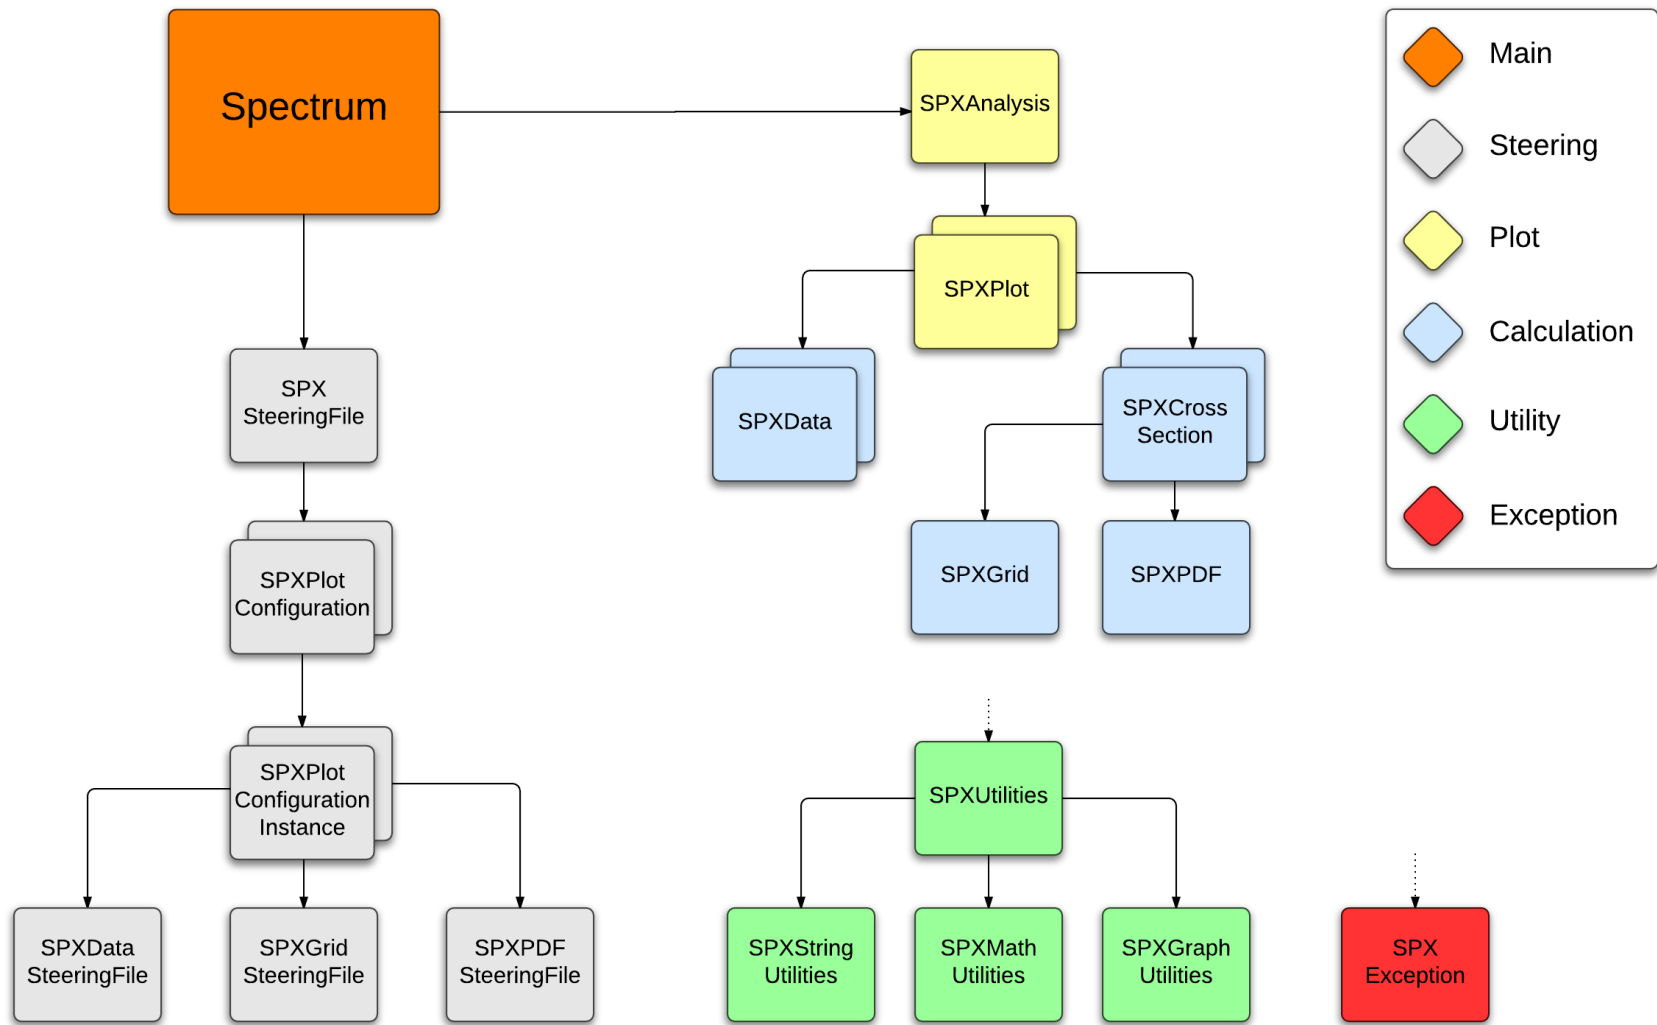 Spectrum
SPXAnalysis
SPXPlot
SPXData
SPXCross
Section
SPXGrid
SPXPDF
SPX
SteeringFile
SPXPlot
Configuration
SPXPlot
Configuration
Instance
SPXData
SteeringFile
SPXGrid
SteeringFile
SPXPDF
SteeringFile
SPXUtilities
SPXString
Utilities
SPXMath
Utilities
SPXGraph
Utilities
SPX
Exception
Main
Steering
Plot
Calculation
Utility
Exception